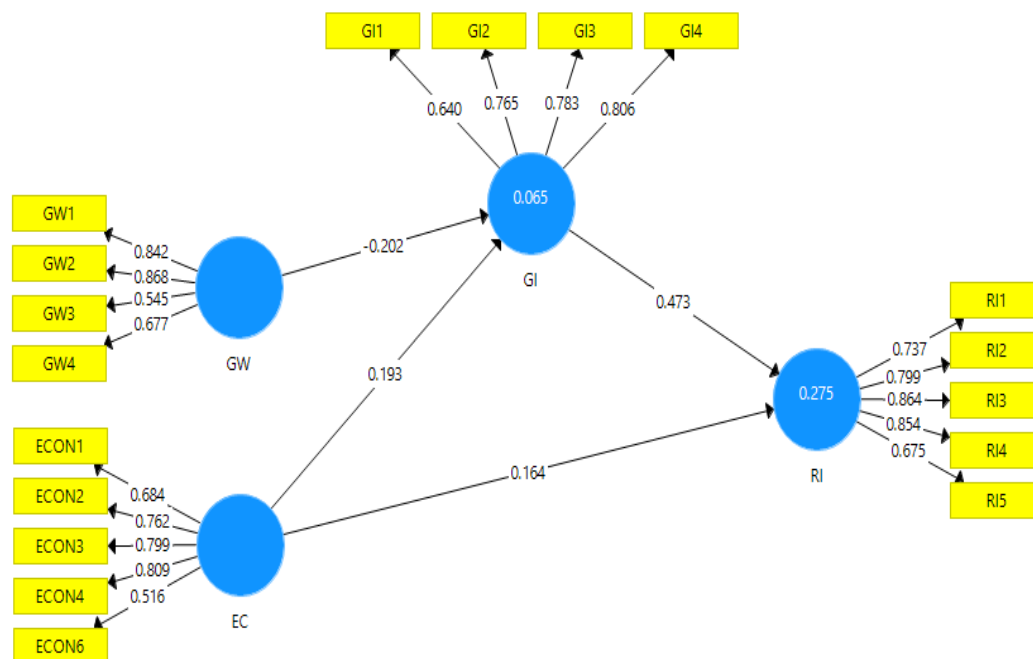 GI1 GI2 GI3 GI4
0.640 0.765 0.783 0.806
0.065
GI
GW1
GW2
GW3
GW4
0.842
0.868
0.545
0.677
GW
-0.202
0.193
0.473
0.164
ECON1
ECON2
ECON3
ECON4
ECON6
0.684
0.762
0.799
0.809
0.516
EC
0.275
RI
0.737
0.799
0.864
0.854
0.675
RI1
RI2
RI3
RI4
RI5